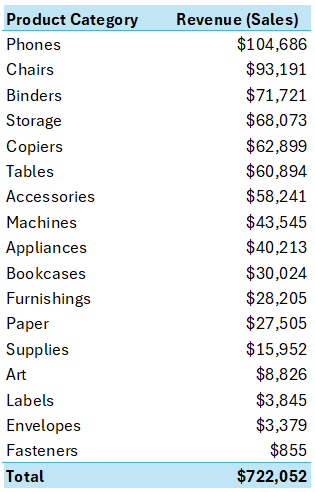 Product Category Revenue (Sales)
Phones $104,686
Chairs $93,191
Binders $71,721
Storage $68,073
Copiers $62,899
Tables $60,894
Accessories $58,241
Machines $43,545
Appliances $40,213
Bookcases $30,024
Furnishings $28,205
Paper $27,505
Supplies $15,952
Art $8,826
Labels $3,845
Envelopes $3,379
Fasteners $855
Total $722,052